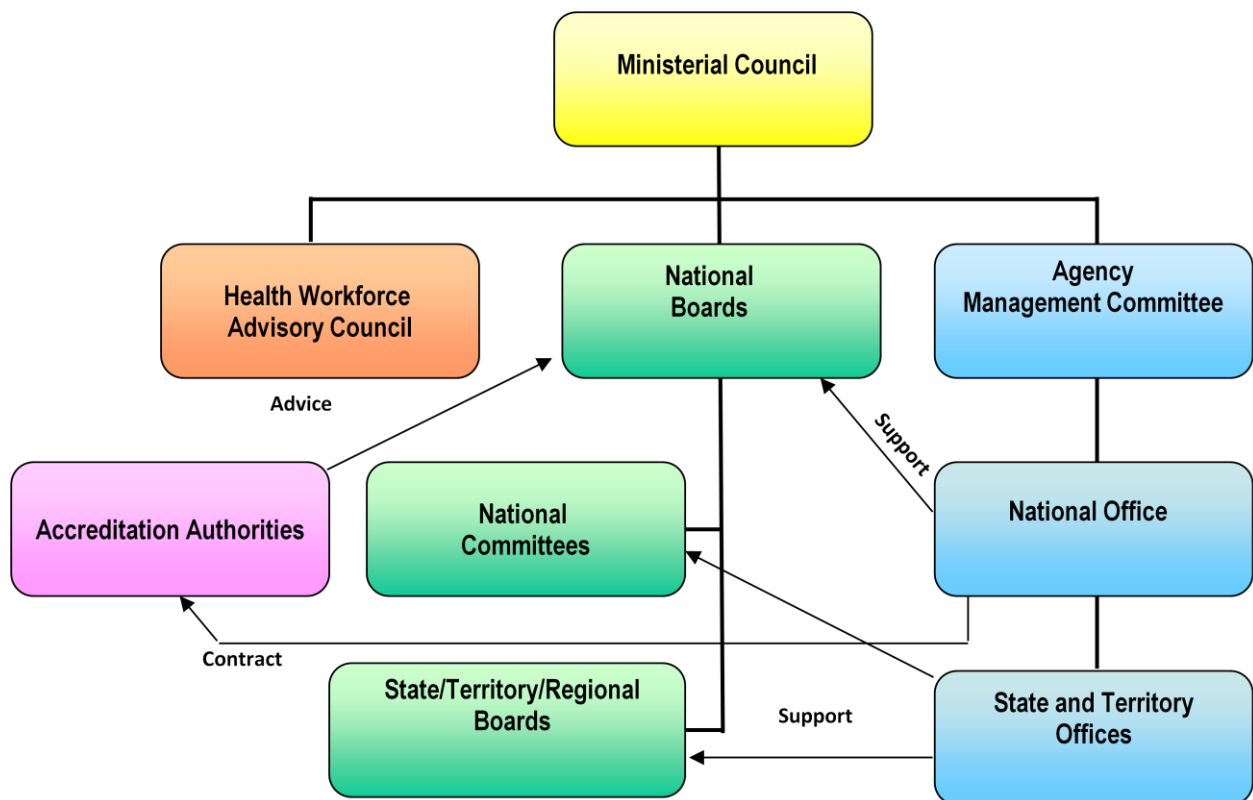 Ministerial Council
Health Workforce
Advisory Council
National
Boards
Agency
Management Committee
Advice
Support
Accreditation Authorities
National
Committees
National Office
Contract
State/Territory/Regional
Boards
Support
State and Territory
Offices